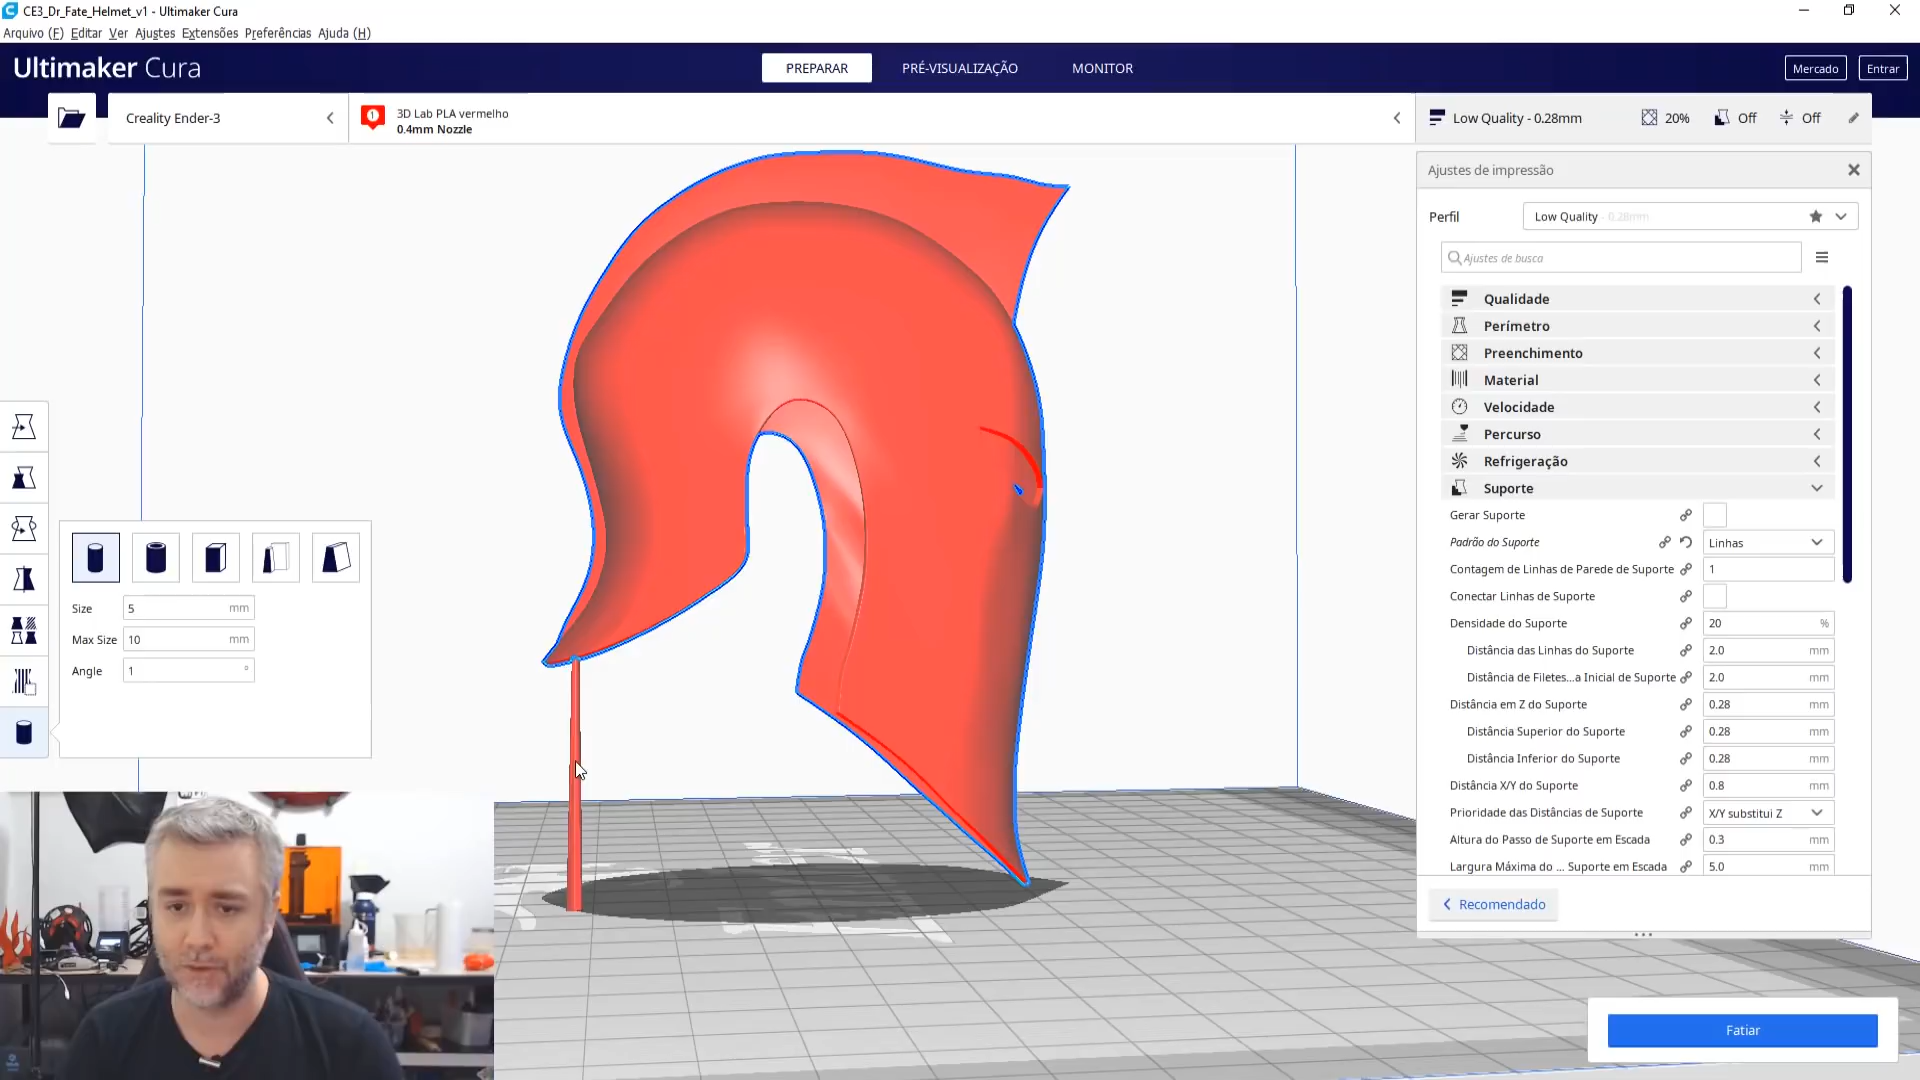 CE3_Dr_Fate_Helmet_v1 - Ultimaker Cura
Arquivo (F) Editar Ver Ajustes Extensões Preferências Ajuda (H)
Ultimaker Cura
PREPARAR
PRÉ-VISUALIZAÇÃO
MONITOR
Mercado
Entrar
Creality Ender-3
1
3D Lab PLA vermelho
0.4mm Nozzle
Low Quality - 0.28mm
20%
Off
Off
Ajustes de impressão
Perfil
Low Quality - 0.28mm
Ajustes de busca
Qualidade
Perímetro
Preenchimento
Material
Velocidade
Percurso
Refrigeração
Suporte
Gerar Suporte
Padrão do Suporte
Linhas
Contagem de Linhas de Parede de Suporte
1
Conectar Linhas de Suporte
Densidade do Suporte
20 %
Distância das Linhas do Suporte
2.0 mm
Distância de Filetes...a Inicial de Suporte
2.0 mm
Distância em Z do Suporte
0.28 mm
Distância Superior do Suporte
0.28 mm
Distância Inferior do Suporte
0.28 mm
Distância X/Y do Suporte
0.8 mm
Prioridade das Distâncias de Suporte
X/Y substitui Z
Altura do Passo de Suporte em Escada
0.3 mm
Largura Máxima do ... Suporte em Escada
5.0 mm
Recomendado
Fatiar
Size
5 mm
Max Size
10 mm
Angle
1 °